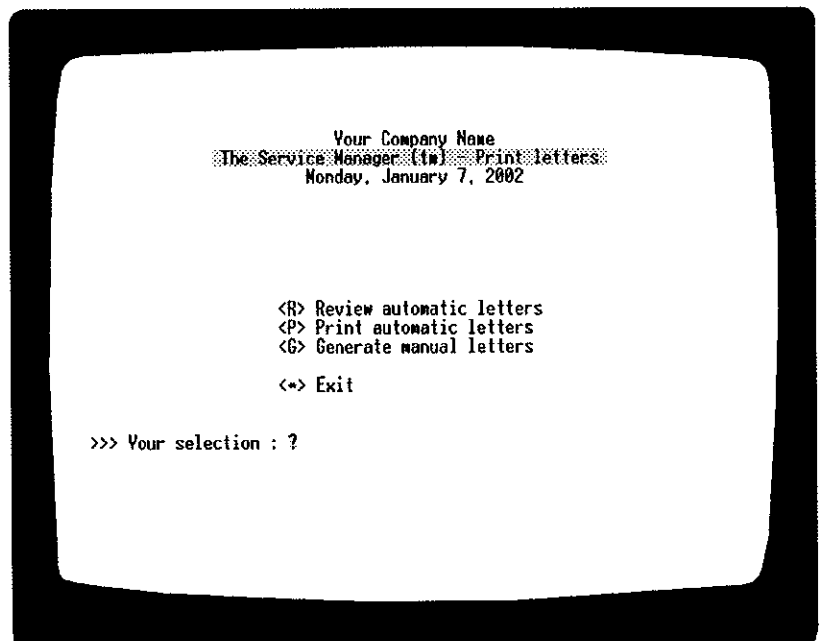 Your Company Name
The Service Manager (tm) - Print letters
Monday, January 7, 2002
<R> Review automatic letters
<P> Print automatic letters
<G> Generate manual letters
<*> Exit
>>> Your selection : ?